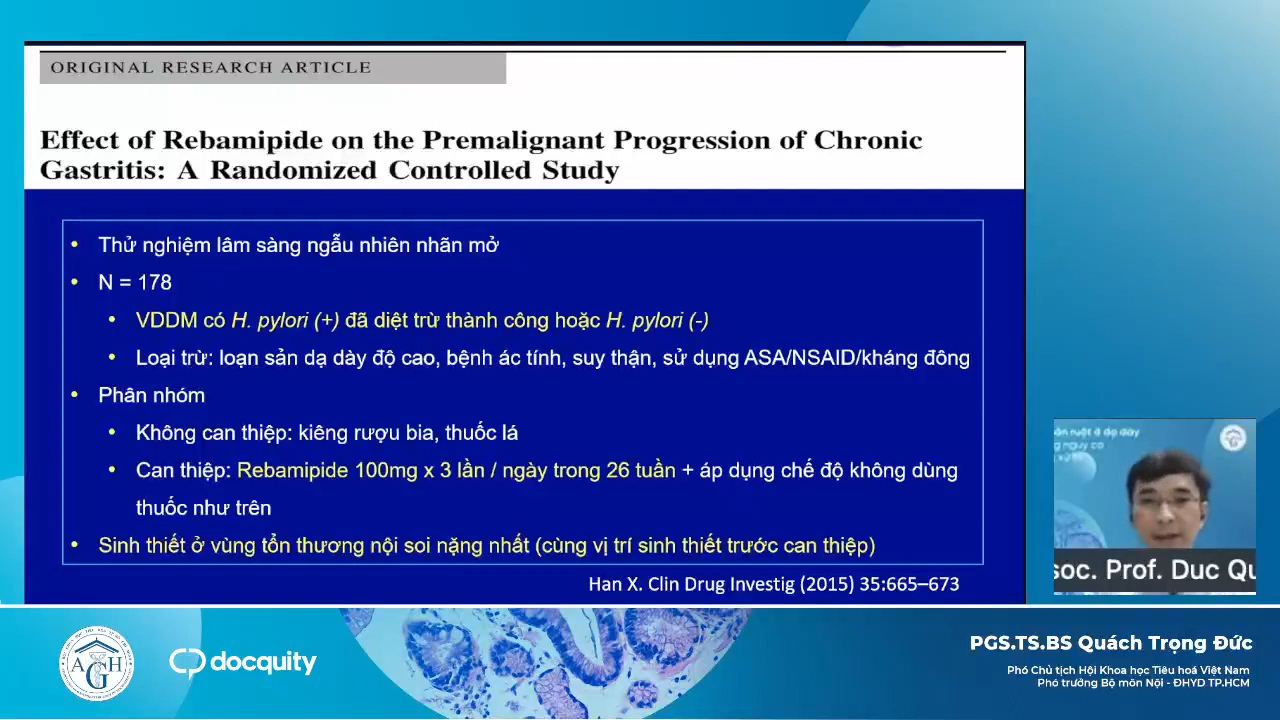 ORIGINAL RESEARCH ARTICLE
Effect of Rebamipide on the Premalignant Progression of Chronic
Gastritis: A Randomized Controlled Study
• Thử nghiệm lâm sàng ngẫu nhiên nhãn mở
• N = 178
• VDDM có H. pylori (+) đã diệt trừ thành công hoặc H. pylori (-)
• Loại trừ: loạn sản dạ dày độ cao, bệnh ác tính, suy thận, sử dụng ASA/NSAID/kháng đông
• Phân nhóm
• Không can thiệp: kiêng rượu bia, thuốc lá
• Can thiệp: Rebamipide 100mg x 3 lần / ngày trong 26 tuần + áp dụng chế độ không dùng
thuốc như trên
• Sinh thiết ở vùng tổn thương nội soi nặng nhất (cùng vị trí sinh thiết trước can thiệp)
Han X. Clin Drug Investig (2015) 35:665–673
ruột ở dạ dày
nguy cơ
soc. Prof. Duc Qu
AGH
docquity
PGS.TS.BS Quách Trọng Đức
Phó Chủ tịch Hội Khoa học Tiêu hoá Việt Nam
Phó trưởng Bộ môn Nội - ĐHYD TP.HCM